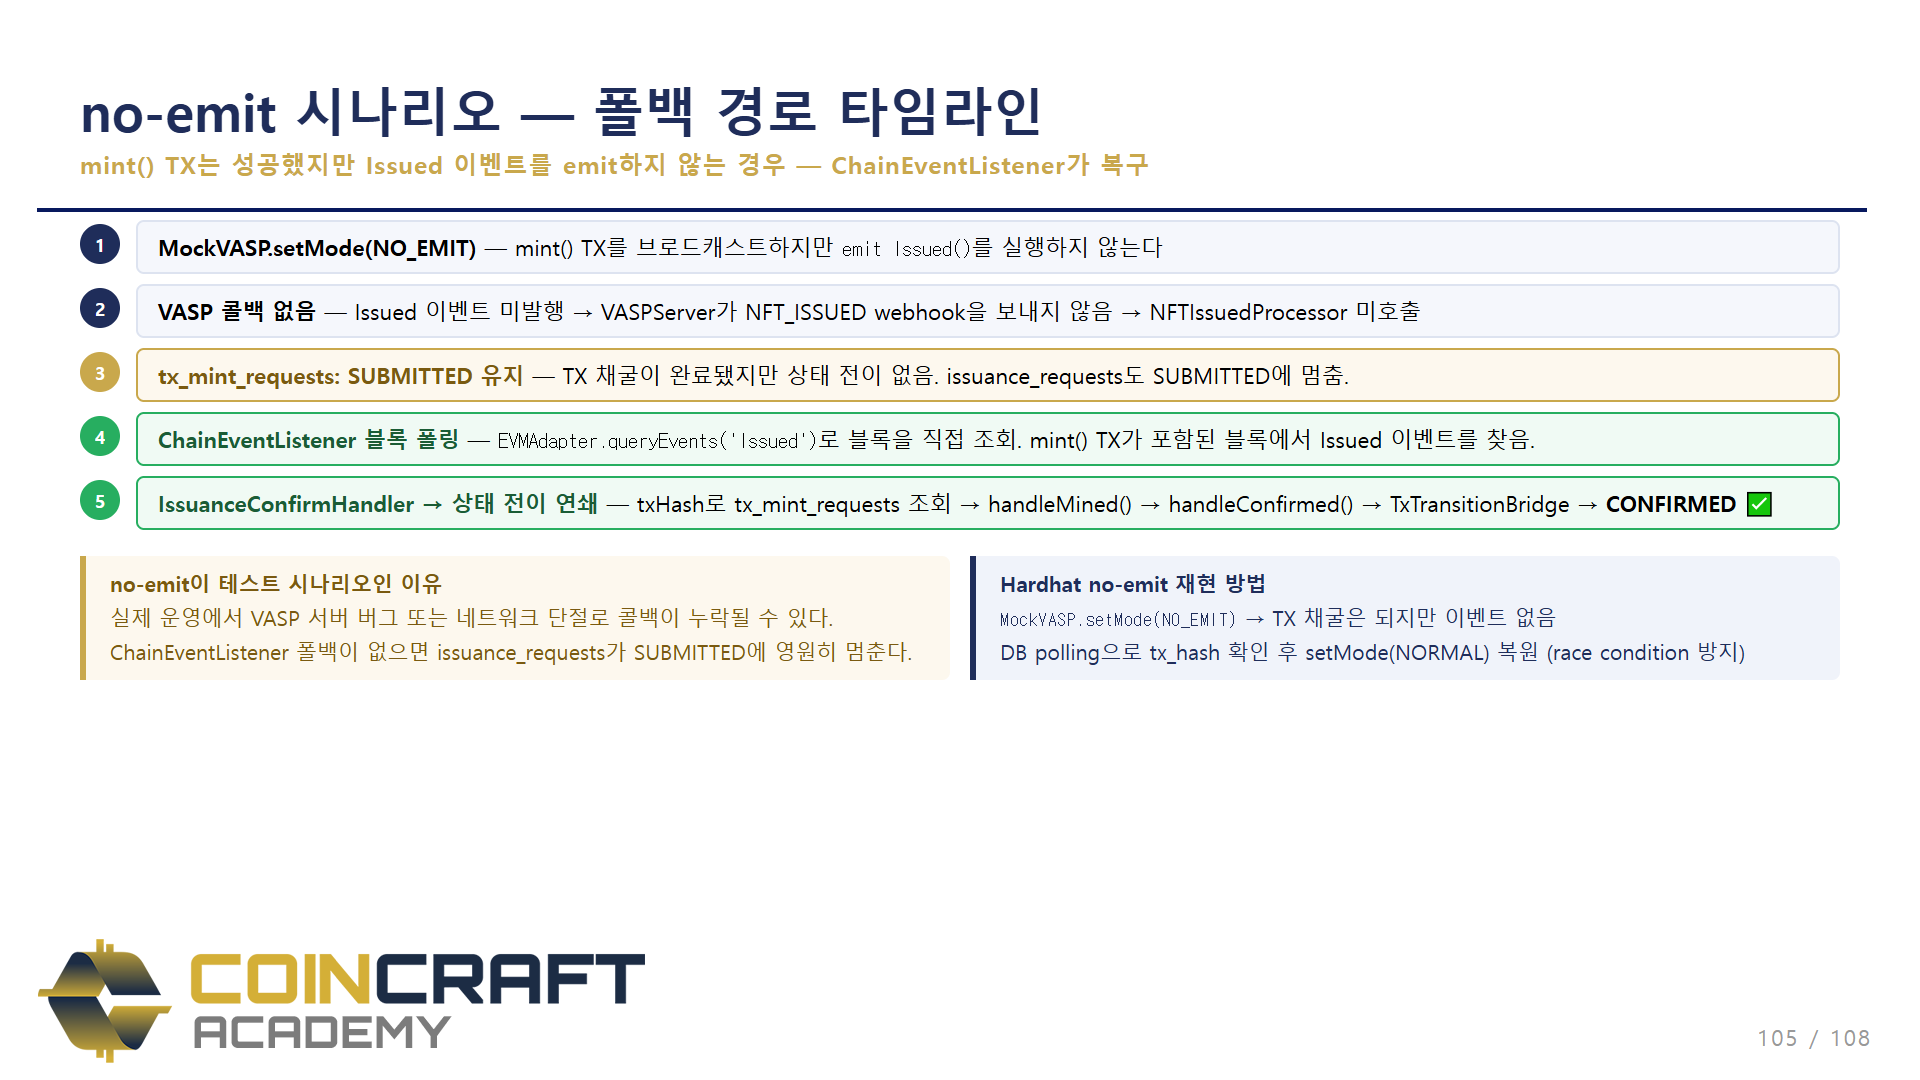 no-emit 시나리오 — 폴백 경로 타임라인
mint() TX는 성공했지만 Issued 이벤트를 emit하지 않는 경우 — ChainEventListener가 복구
1 MockVASP.setMode(NO_EMIT) — mint() TX를 브로드캐스트하지만 emit Issued()를 실행하지 않는다
2 VASP 콜백 없음 — Issued 이벤트 미발행 → VASPServer가 NFT_ISSUED webhook을 보내지 않음 → NFTIssuedProcessor 미호출
3 tx_mint_requests: SUBMITTED 유지 — TX 채굴이 완료됐지만 상태 전이 없음. issuance_requests도 SUBMITTED에 멈춤.
4 ChainEventListener 블록 폴링 — EVMAdapter.queryEvents('Issued')로 블록을 직접 조회. mint() TX가 포함된 블록에서 Issued 이벤트를 찾음.
5 IssuanceConfirmHandler → 상태 전이 연쇄 — txHash로 tx_mint_requests 조회 → handleMined() → handleConfirmed() → TxTransitionBridge → CONFIRMED ✅
no-emit이 테스트 시나리오인 이유
실제 운영에서 VASP 서버 버그 또는 네트워크 단절로 콜백이 누락될 수 있다.
ChainEventListener 폴백이 없으면 issuance_requests가 SUBMITTED에 영원히 멈춘다.
Hardhat no-emit 재현 방법
MockVASP.setMode(NO_EMIT) → TX 채굴은 되지만 이벤트 없음
DB polling으로 tx_hash 확인 후 setMode(NORMAL) 복원 (race condition 방지)
COINCRAFT
ACADEMY
105 / 108